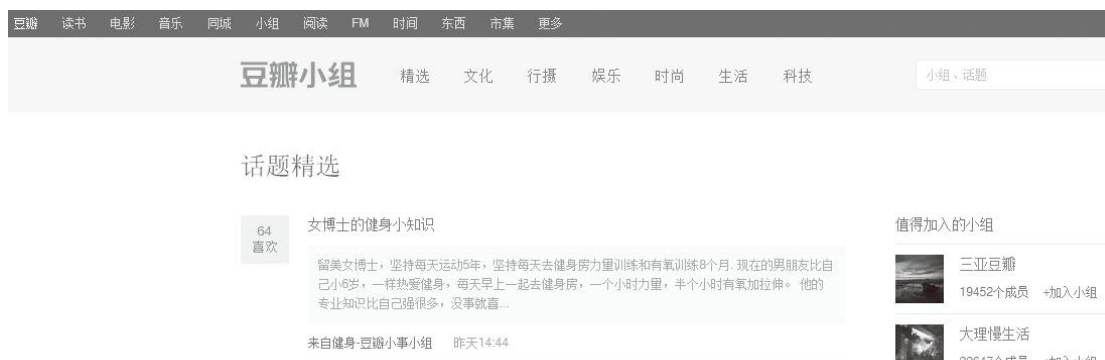 豆瓣 读书 电影 音乐 同城 小组 阅读 FM 时间 东西 市集 更多
豆瓣小组 精选 文化 行摄 娱乐 时尚 生活 科技 小组、话题
话题精选
64
喜欢
女博士的健身小知识
留美女博士，坚持每天运动5年，坚持每天去健身房力量训练和有氧训练8个月. 现在的男朋友比自
己小6岁，一样热爱健身，每天早上一起去健身房，一个小时力量，半个小时有氧加拉伸。 他的
专业知识比自己强很多，没事就喜...
来自健身-豆瓣小事小组 昨天14:44
值得加入的小组
三亚豆瓣
19452个成员 +加入小组
大理慢生活